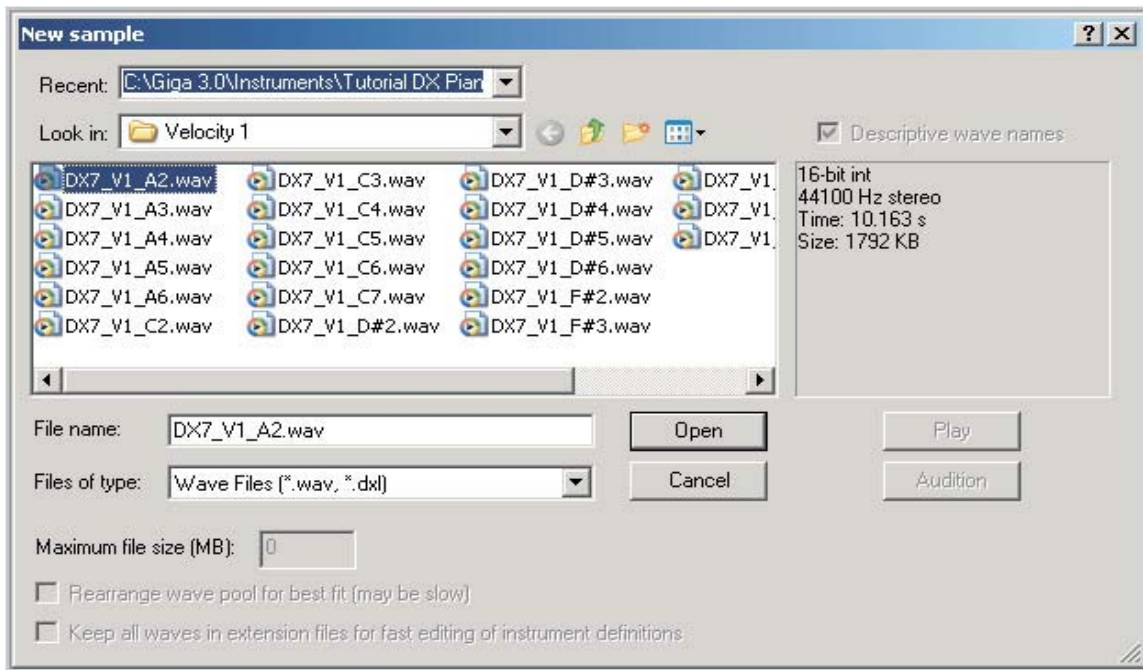 New sample
Recent: C:\Giga 3.0\Instruments\Tutorial DX Pian
Look in: Velocity 1
Descriptive wave names
DX7_V1_A2.wav DX7_V1_C3.wav DX7_V1_D#3.wav DX7_V1_
DX7_V1_A3.wav DX7_V1_C4.wav DX7_V1_D#4.wav DX7_V1_
DX7_V1_A4.wav DX7_V1_C5.wav DX7_V1_D#5.wav DX7_V1_
DX7_V1_A5.wav DX7_V1_C6.wav DX7_V1_D#6.wav
DX7_V1_A6.wav DX7_V1_C7.wav DX7_V1_F#2.wav
DX7_V1_C2.wav DX7_V1_D#2.wav DX7_V1_F#3.wav
16-bit int
44100 Hz stereo
Time: 10.163 s
Size: 1792 KB
File name: DX7_V1_A2.wav Open Play
Files of type: Wave Files (*.wav, *.dxl) Cancel Audition
Maximum file size (MB): 0
Rearrange wave pool for best fit (may be slow)
Keep all waves in extension files for fast editing of instrument definitions